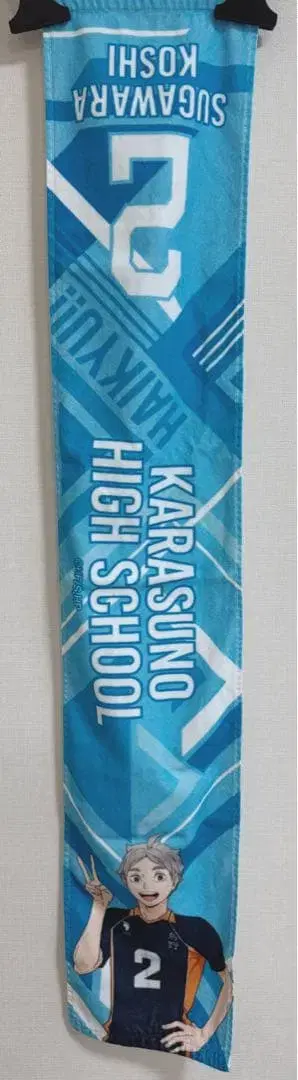 SUGAWARA
KOSHI
2
HAIKYU!!
KARASUNO
HIGH SCHOOL
2